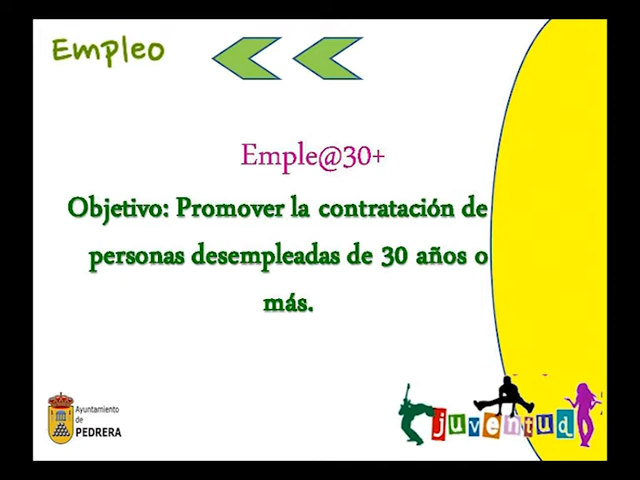 Empleo
Emple@30+
Objetivo: Promover la contratación de
personas desempleadas de 30 años o
más.
Ayuntamiento
de
PEDRERA
juventud